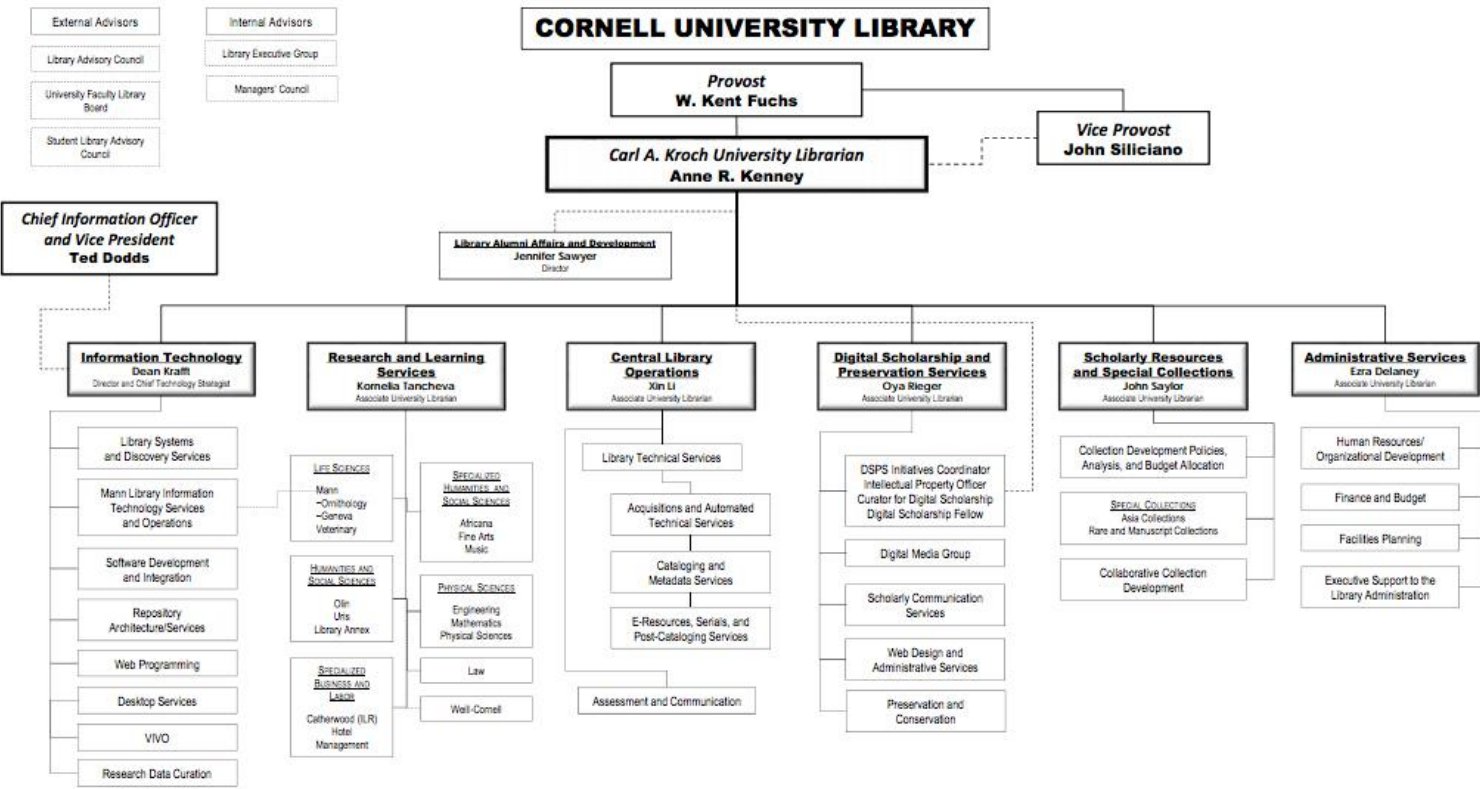 External Advisors
Library Advisory Council
University Faculty Library
Board
Student Library Advisory
Council
Internal Advisors
Library Executive Group
Managers' Council
CORNELL UNIVERSITY LIBRARY
Provost
W. Kent Fuchs
Vice Provost
John Siliciano
Carl A. Kroch University Librarian
Anne R. Kenney
Chief Information Officer
and Vice President
Ted Dodds
Library Alumni Affairs and Development
Jennifer Sawyer
Director
Information Technology
Dean Krafft
Director and Chief Technology Strategist
Library Systems
and Discovery Services
Mann Library Information
Technology Services
and Operations
Software Development
and Integration
Repository
Architecture/Services
Web Programming
Desktop Services
VIVO
Research Data Curation
Research and Learning
Services
Kornelia Tancheva
Associate University Librarian
LIFE SCIENCES
Mann
–Ornithology
–Geneva
Veterinary
HUMANITIES AND
SOCIAL SCIENCES
Olin
Uris
Library Annex
SPECIALIZED
BUSINESS AND
LABOR
Catherwood (ILR)
Hotel
Management
SPECIALIZED
HUMANITIES AND
SOCIAL SCIENCES
Africana
Fine Arts
Music
PHYSICAL SCIENCES
Engineering
Mathematics
Physical Sciences
Law
Weill-Cornell
Central Library
Operations
Xin Li
Associate University Librarian
Library Technical Services
Acquisitions and Automated
Technical Services
Cataloging and
Metadata Services
E-Resources, Serials, and
Post-Cataloging Services
Assessment and Communication
Digital Scholarship and
Preservation Services
Oya Rieger
Associate University Librarian
DSPS Initiatives Coordinator
Intellectual Property Officer
Curator for Digital Scholarship
Digital Scholarship Fellow
Digital Media Group
Scholarly Communication
Services
Web Design and
Administrative Services
Preservation and
Conservation
Scholarly Resources
and Special Collections
John Saylor
Associate University Librarian
Collection Development Policies,
Analysis, and Budget Allocation
SPECIAL COLLECTIONS
Asia Collections
Rare and Manuscript Collections
Collaborative Collection
Development
Administrative Services
Ezra Delaney
Associate University Librarian
Human Resources/
Organizational Development
Finance and Budget
Facilities Planning
Executive Support to the
Library Administration